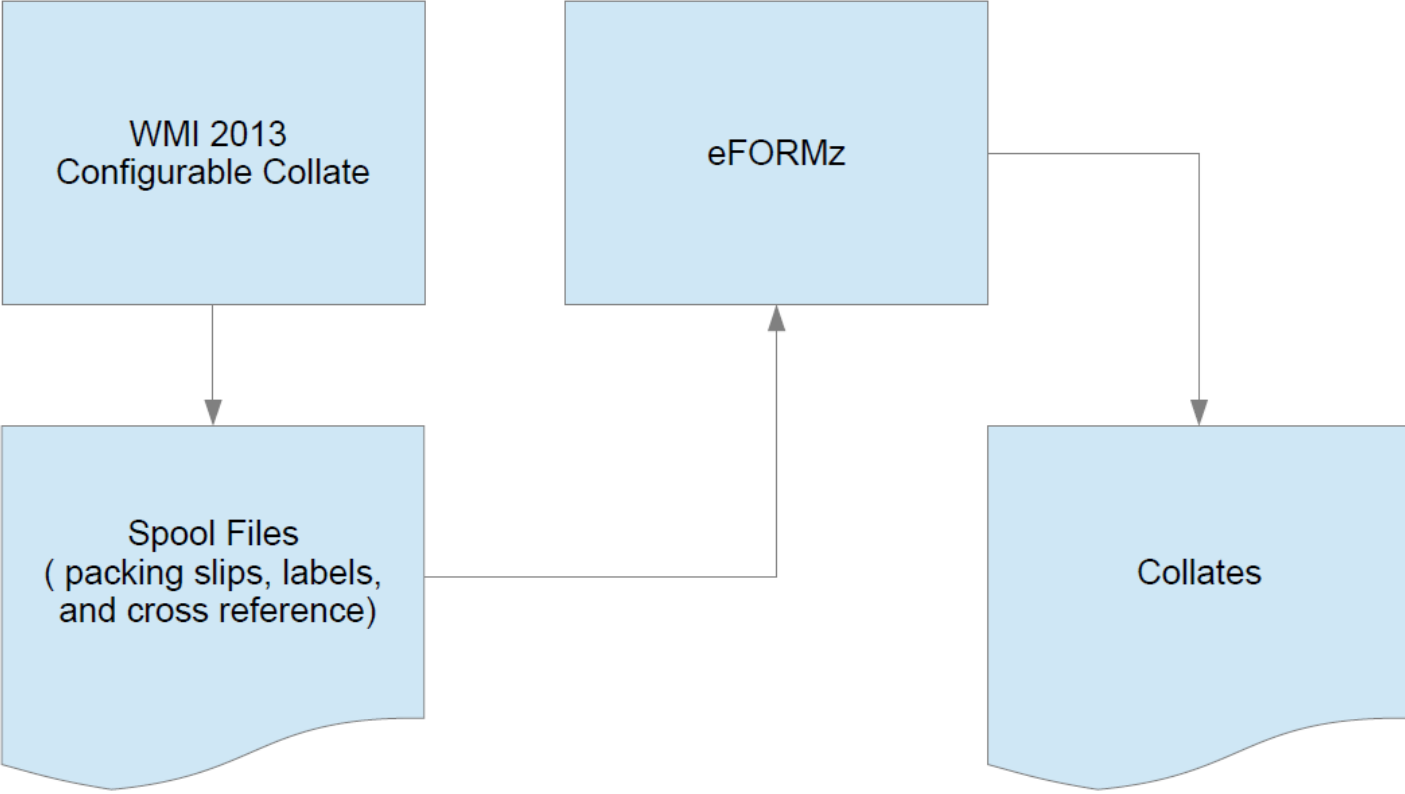 WMI 2013
Configurable Collate
eFORMz
Spool Files
( packing slips, labels,
and cross reference)
Collates